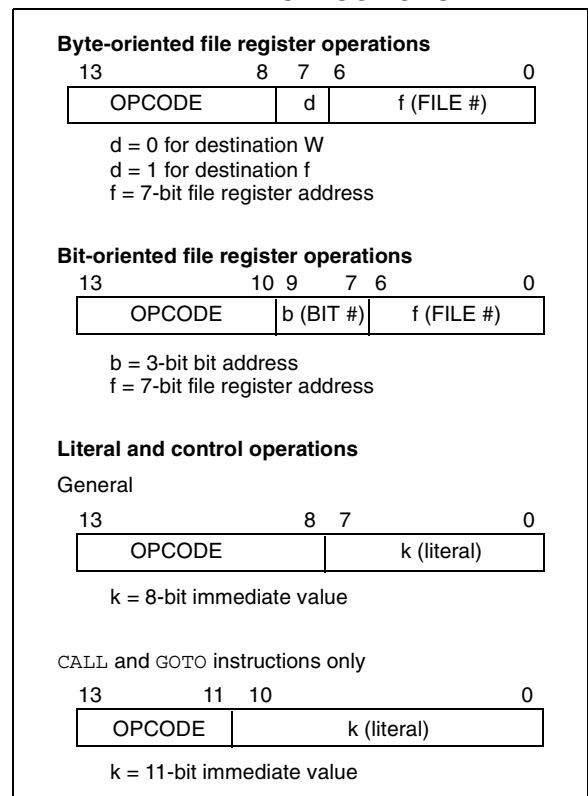 Byte-oriented file register operations
13 8 7 6 0
OPCODE d f (FILE #)
d = 0 for destination W
d = 1 for destination f
f = 7-bit file register address
Bit-oriented file register operations
13 10 9 7 6 0
OPCODE b (BIT #) f (FILE #)
b = 3-bit bit address
f = 7-bit file register address
Literal and control operations
General
13 8 7 0
OPCODE k (literal)
k = 8-bit immediate value
CALL and GOTO instructions only
13 11 10 0
OPCODE k (literal)
k = 11-bit immediate value